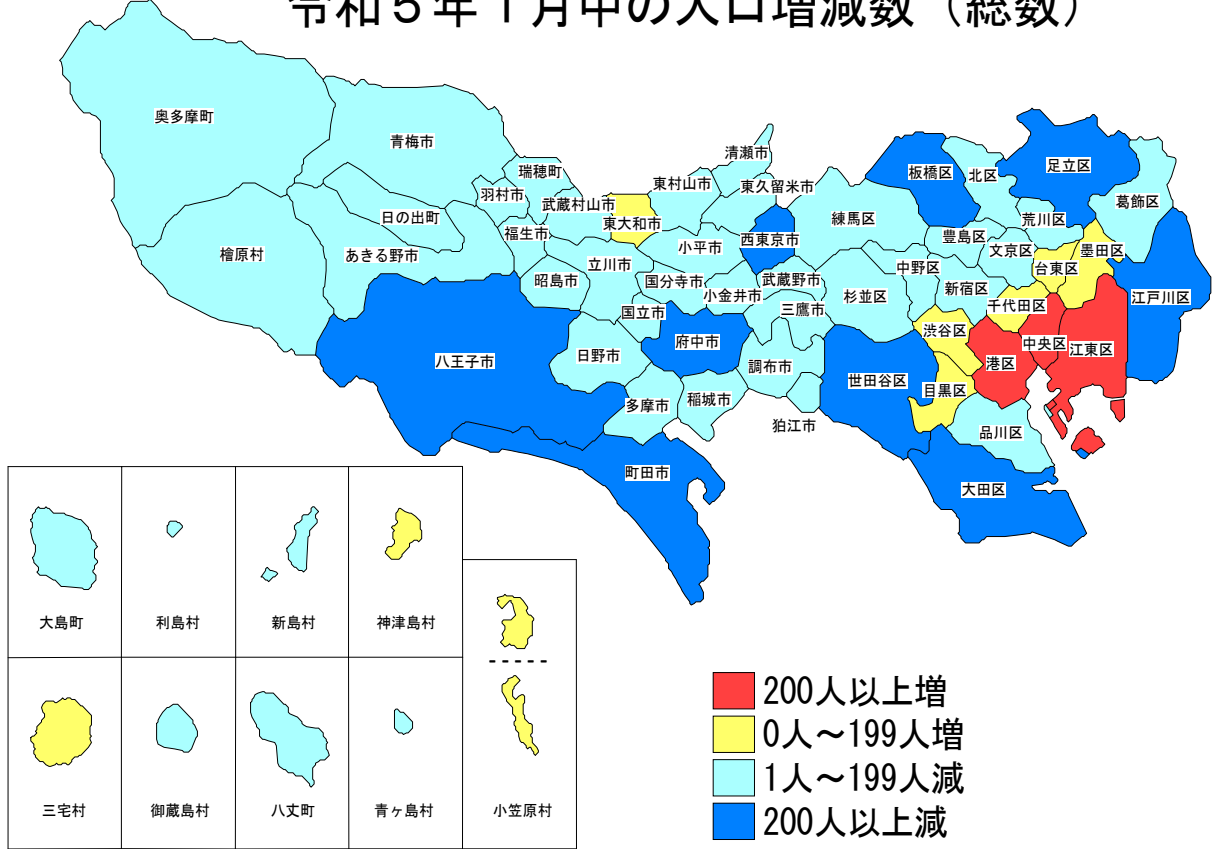 令和５年１月中の人口増減数（総数）
奥多摩町
青梅市
瑞穂町
羽村市
武蔵村山市
日の出町
福生市
檜原村
あきる野市
昭島市
立川市
東大和市
東村山市
清瀬市
東久留米市
小平市
西東京市
国分寺市
小金井市
武蔵野市
国立市
三鷹市
八王子市
日野市
府中市
調布市
多摩市
稲城市
狛江市
町田市
板橋区
北区
足立区
葛飾区
練馬区
荒川区
豊島区
文京区
墨田区
台東区
中野区
新宿区
杉並区
千代田区
江戸川区
渋谷区
中央区
江東区
港区
世田谷区
目黒区
品川区
大田区
大島町
利島村
新島村
神津島村
三宅村
御蔵島村
八丈町
青ヶ島村
小笠原村
200人以上増
0人～199人増
1人～199人減
200人以上減